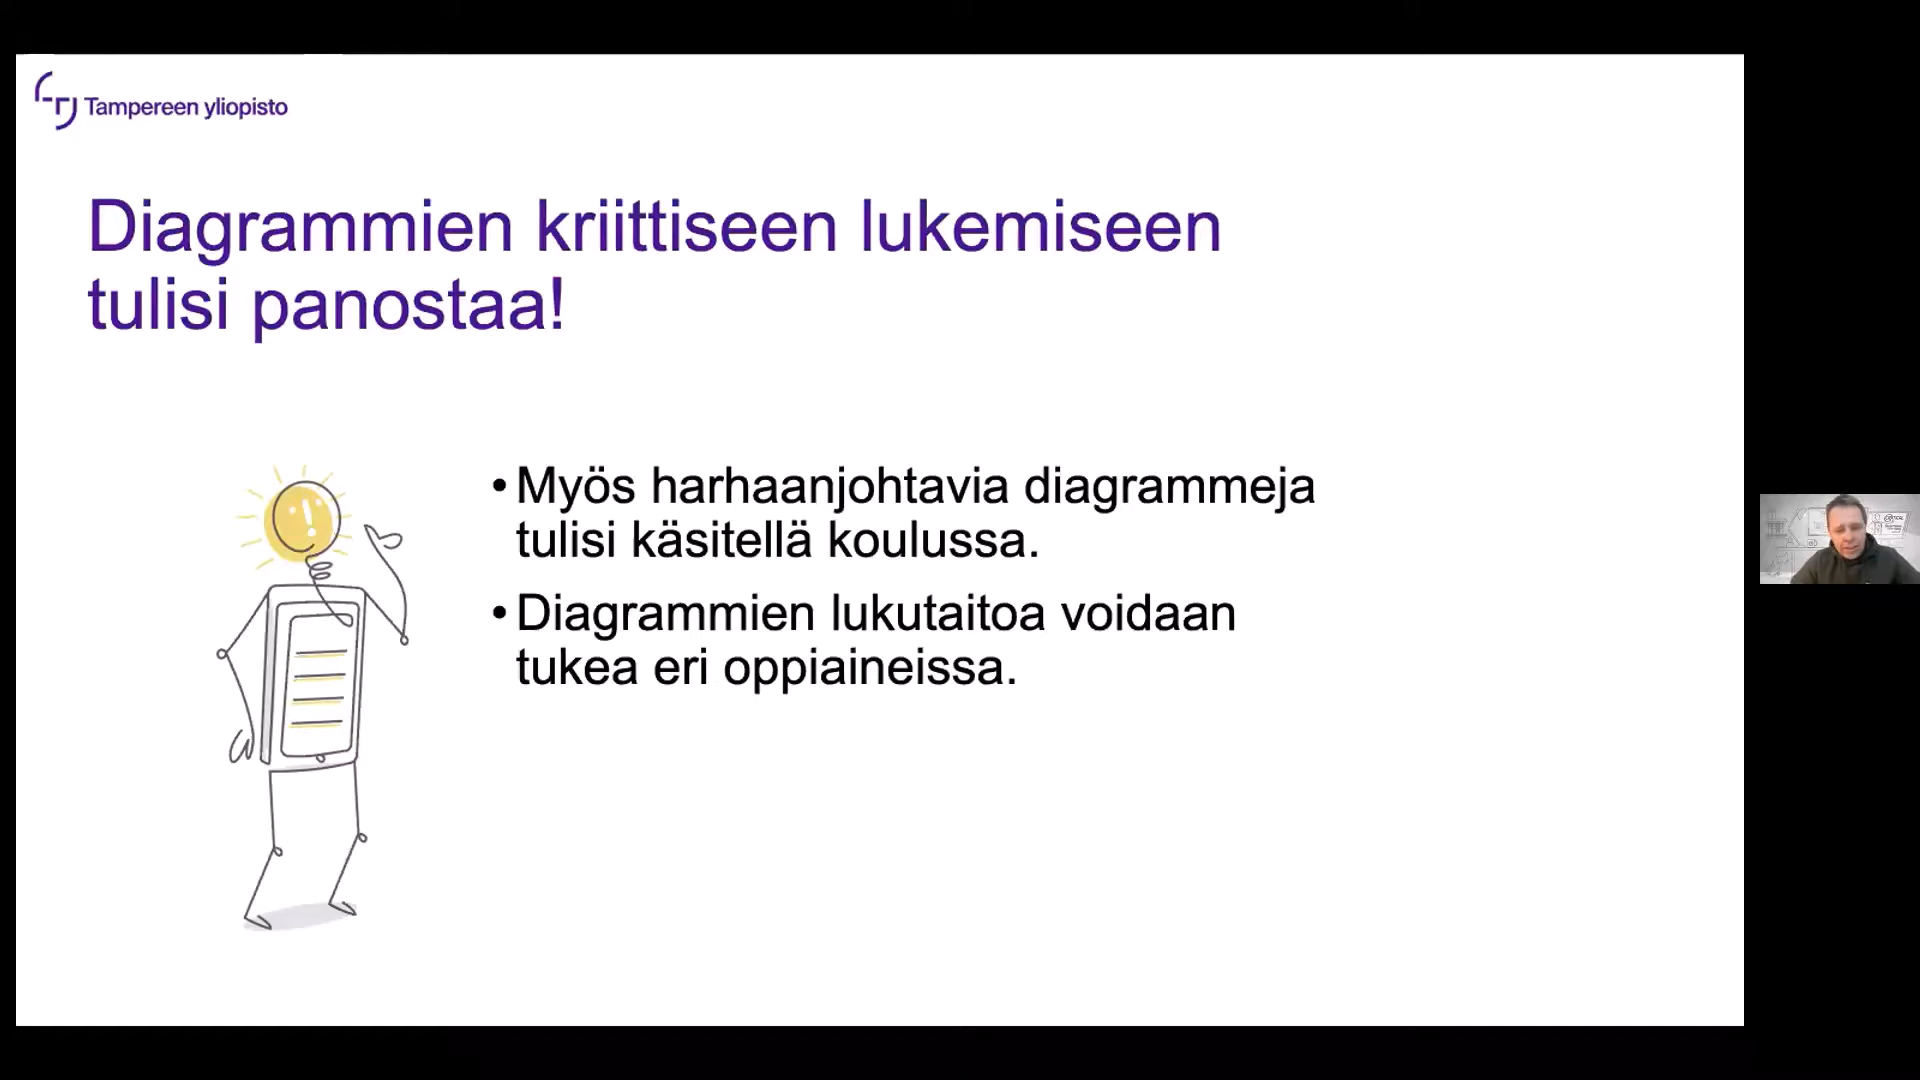 Tampereen yliopisto
Diagrammien kriittiseen lukemiseen
tulisi panostaa!
• Myös harhaanjohtavia diagrammeja
tulisi käsitellä koulussa.
• Diagrammien lukutaitoa voidaan
tukea eri oppiaineissa.